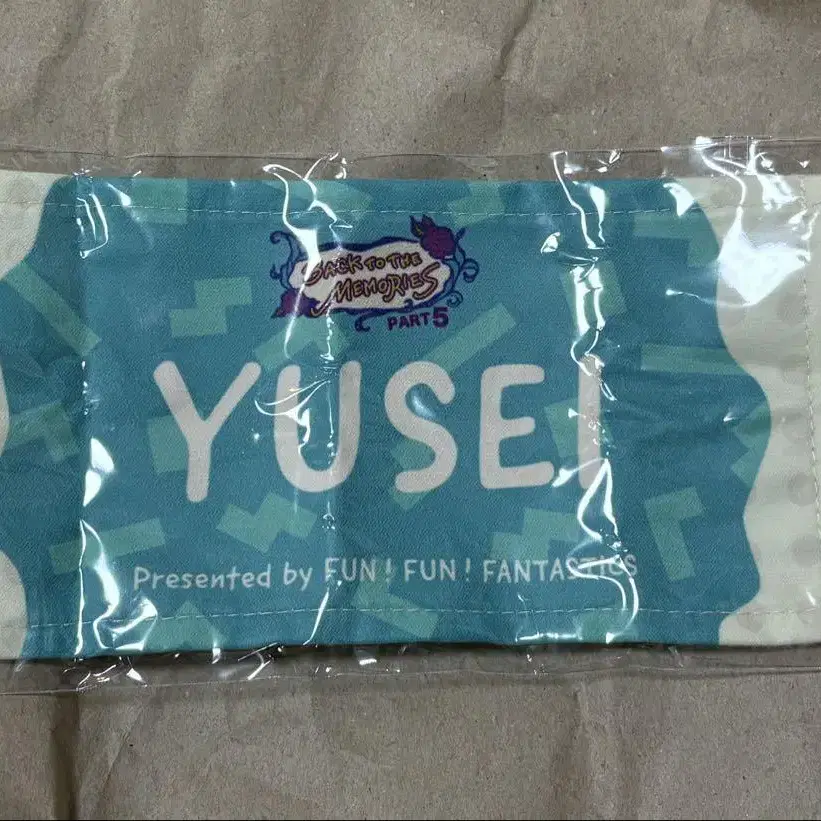 BACK TO THE
MEMORIES
PART 5
YUSEI
Presented by FUN! FUN! FANTASTICS